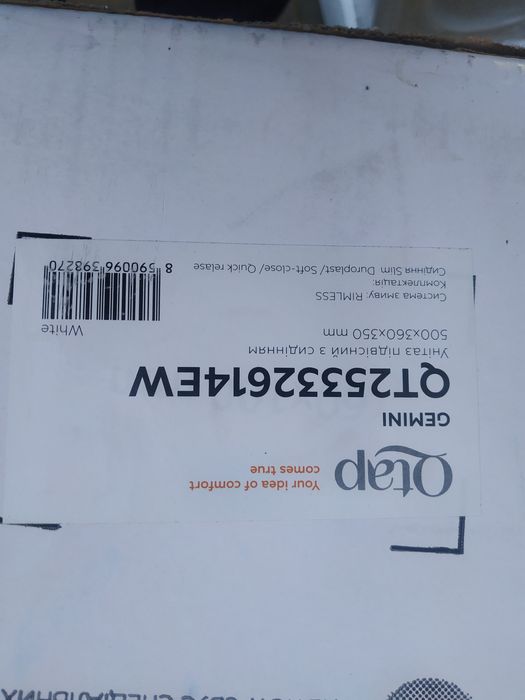 Qtap
Your idea of comfort
comes true
GEMINI
QT25332614EW
Унітаз підвісний з сидінням
500x360x350 mm
White
Система змиву: RIMLESS
Комплектація:
Сидіння Slim Duroplast/ Soft-close/ Quick relase
8 590096 398270